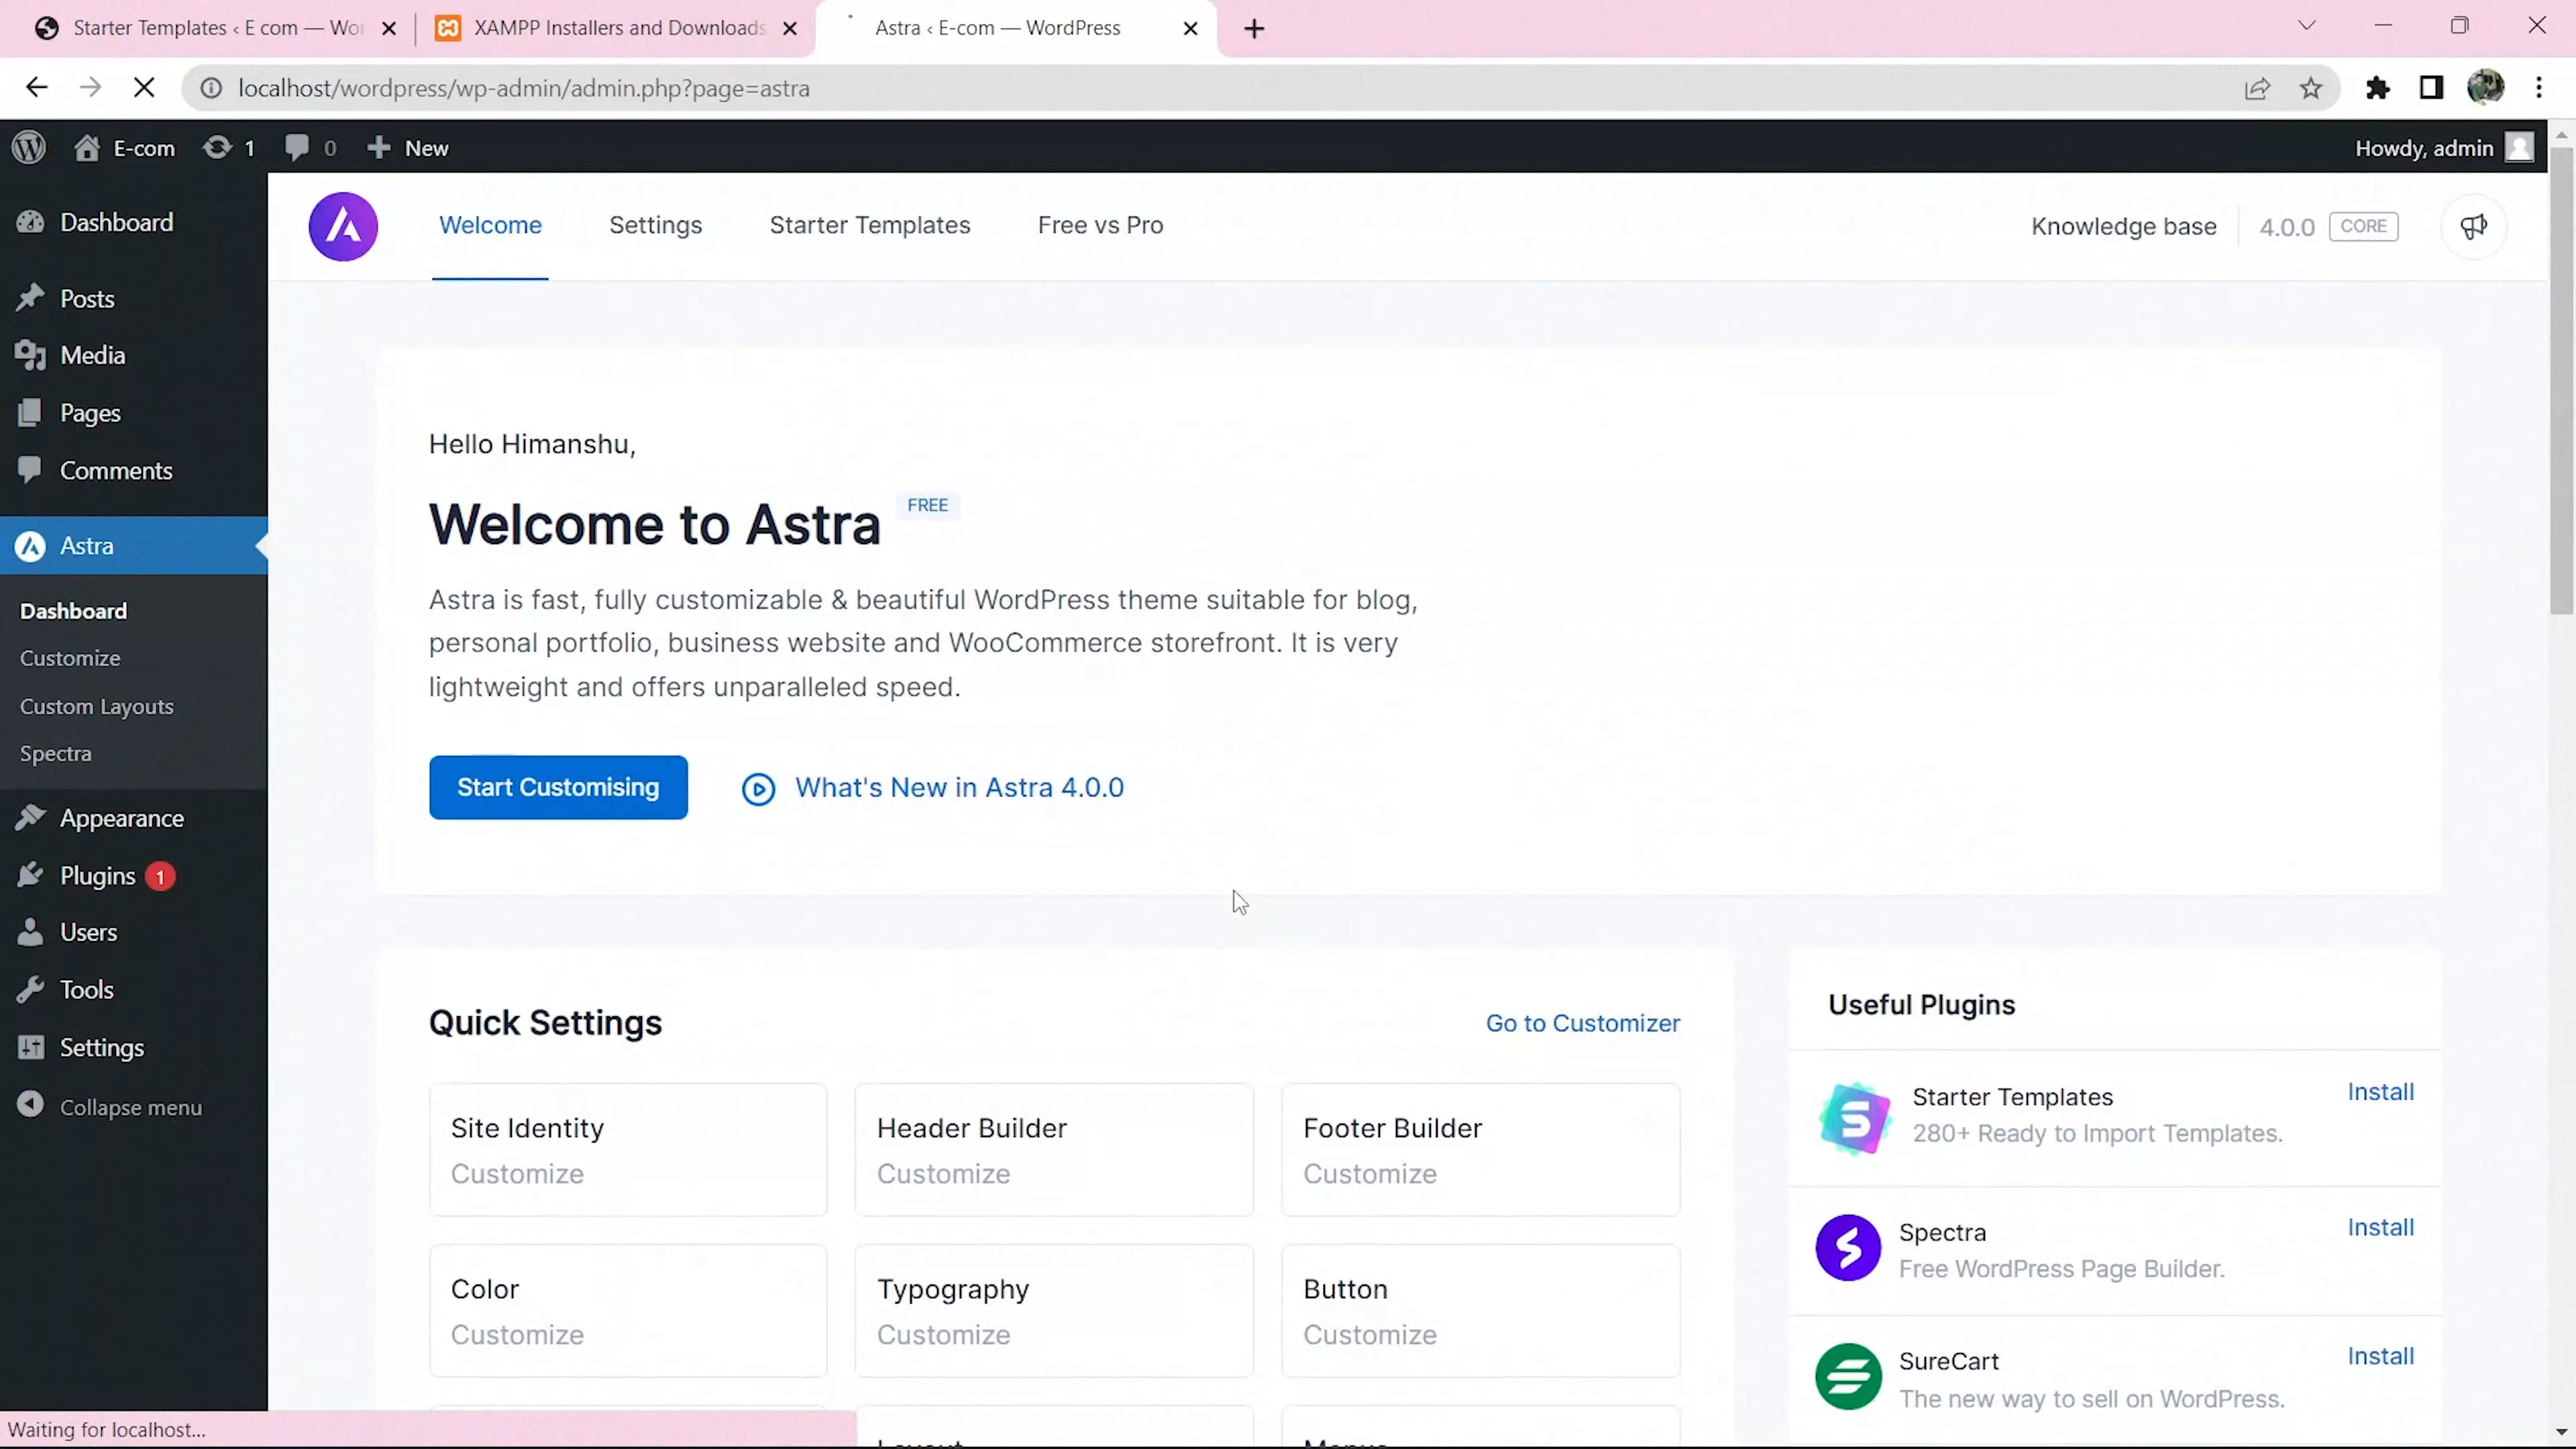 Starter Templates ‹ E com — Wor
XAMPP Installers and Downloads
Astra ‹ E-com — WordPress
localhost/wordpress/wp-admin/admin.php?page=astra
E-com
1
0
New
Howdy, admin
Dashboard
Posts
Media
Pages
Comments
Astra
Dashboard
Customize
Custom Layouts
Spectra
Appearance
Plugins 1
Users
Tools
Settings
Collapse menu
Welcome
Settings
Starter Templates
Free vs Pro
Knowledge base
4.0.0 CORE
Hello Himanshu,
Welcome to Astra FREE
Astra is fast, fully customizable & beautiful WordPress theme suitable for blog,
personal portfolio, business website and WooCommerce storefront. It is very
lightweight and offers unparalleled speed.
Start Customising
What's New in Astra 4.0.0
Quick Settings
Go to Customizer
Site Identity
Customize
Header Builder
Customize
Footer Builder
Customize
Color
Customize
Typography
Customize
Button
Customize
Useful Plugins
Starter Templates
280+ Ready to Import Templates.
Install
Spectra
Free WordPress Page Builder.
Install
SureCart
The new way to sell on WordPress.
Install
Waiting for localhost...